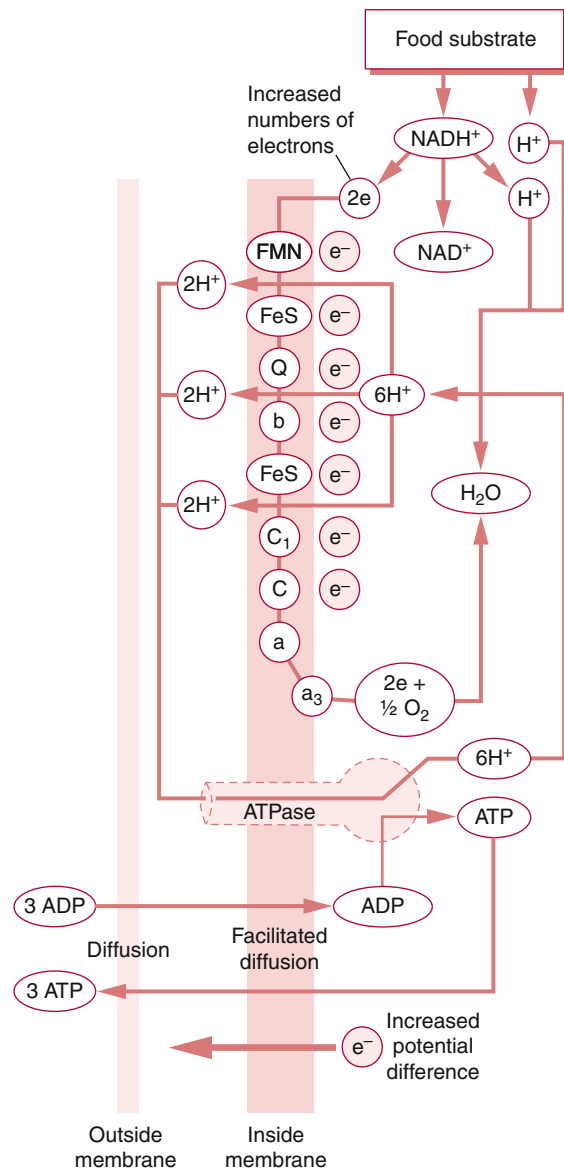 Food substrate
Increased
numbers of
electrons
NADH⁺
H⁺
2e
H⁺
FMN
e⁻
NAD⁺
2H⁺
FeS
e⁻
Q
e⁻
2H⁺
6H⁺
b
e⁻
FeS
e⁻
H₂O
2H⁺
C₁
e⁻
C
e⁻
a
a₃
2e +
½ O₂
6H⁺
ATPase
ATP
3 ADP
ADP
Diffusion
Facilitated
diffusion
3 ATP
e⁻
Increased
potential
difference
Outside
membrane
Inside
membrane